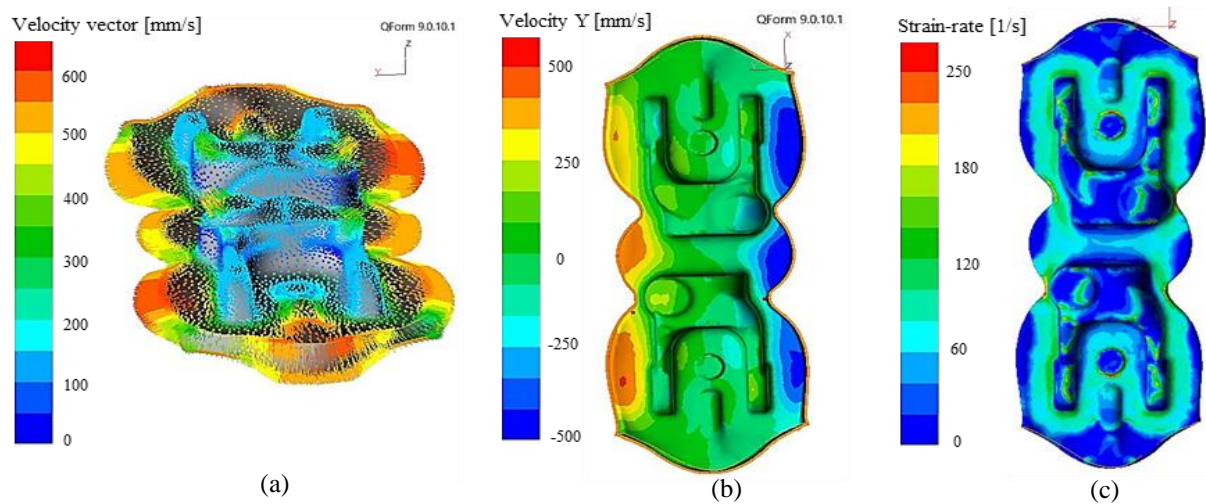 Velocity vector [mm/s]
QForm 9.0.10.1
600
500
400
300
200
100
0
z
Y
(a)
Velocity Y [mm/s]
QForm 9.0.10.1
500
250
0
-250
-500
x
z
(b)
Strain-rate [1/s]
250
180
120
60
0
z
(c)